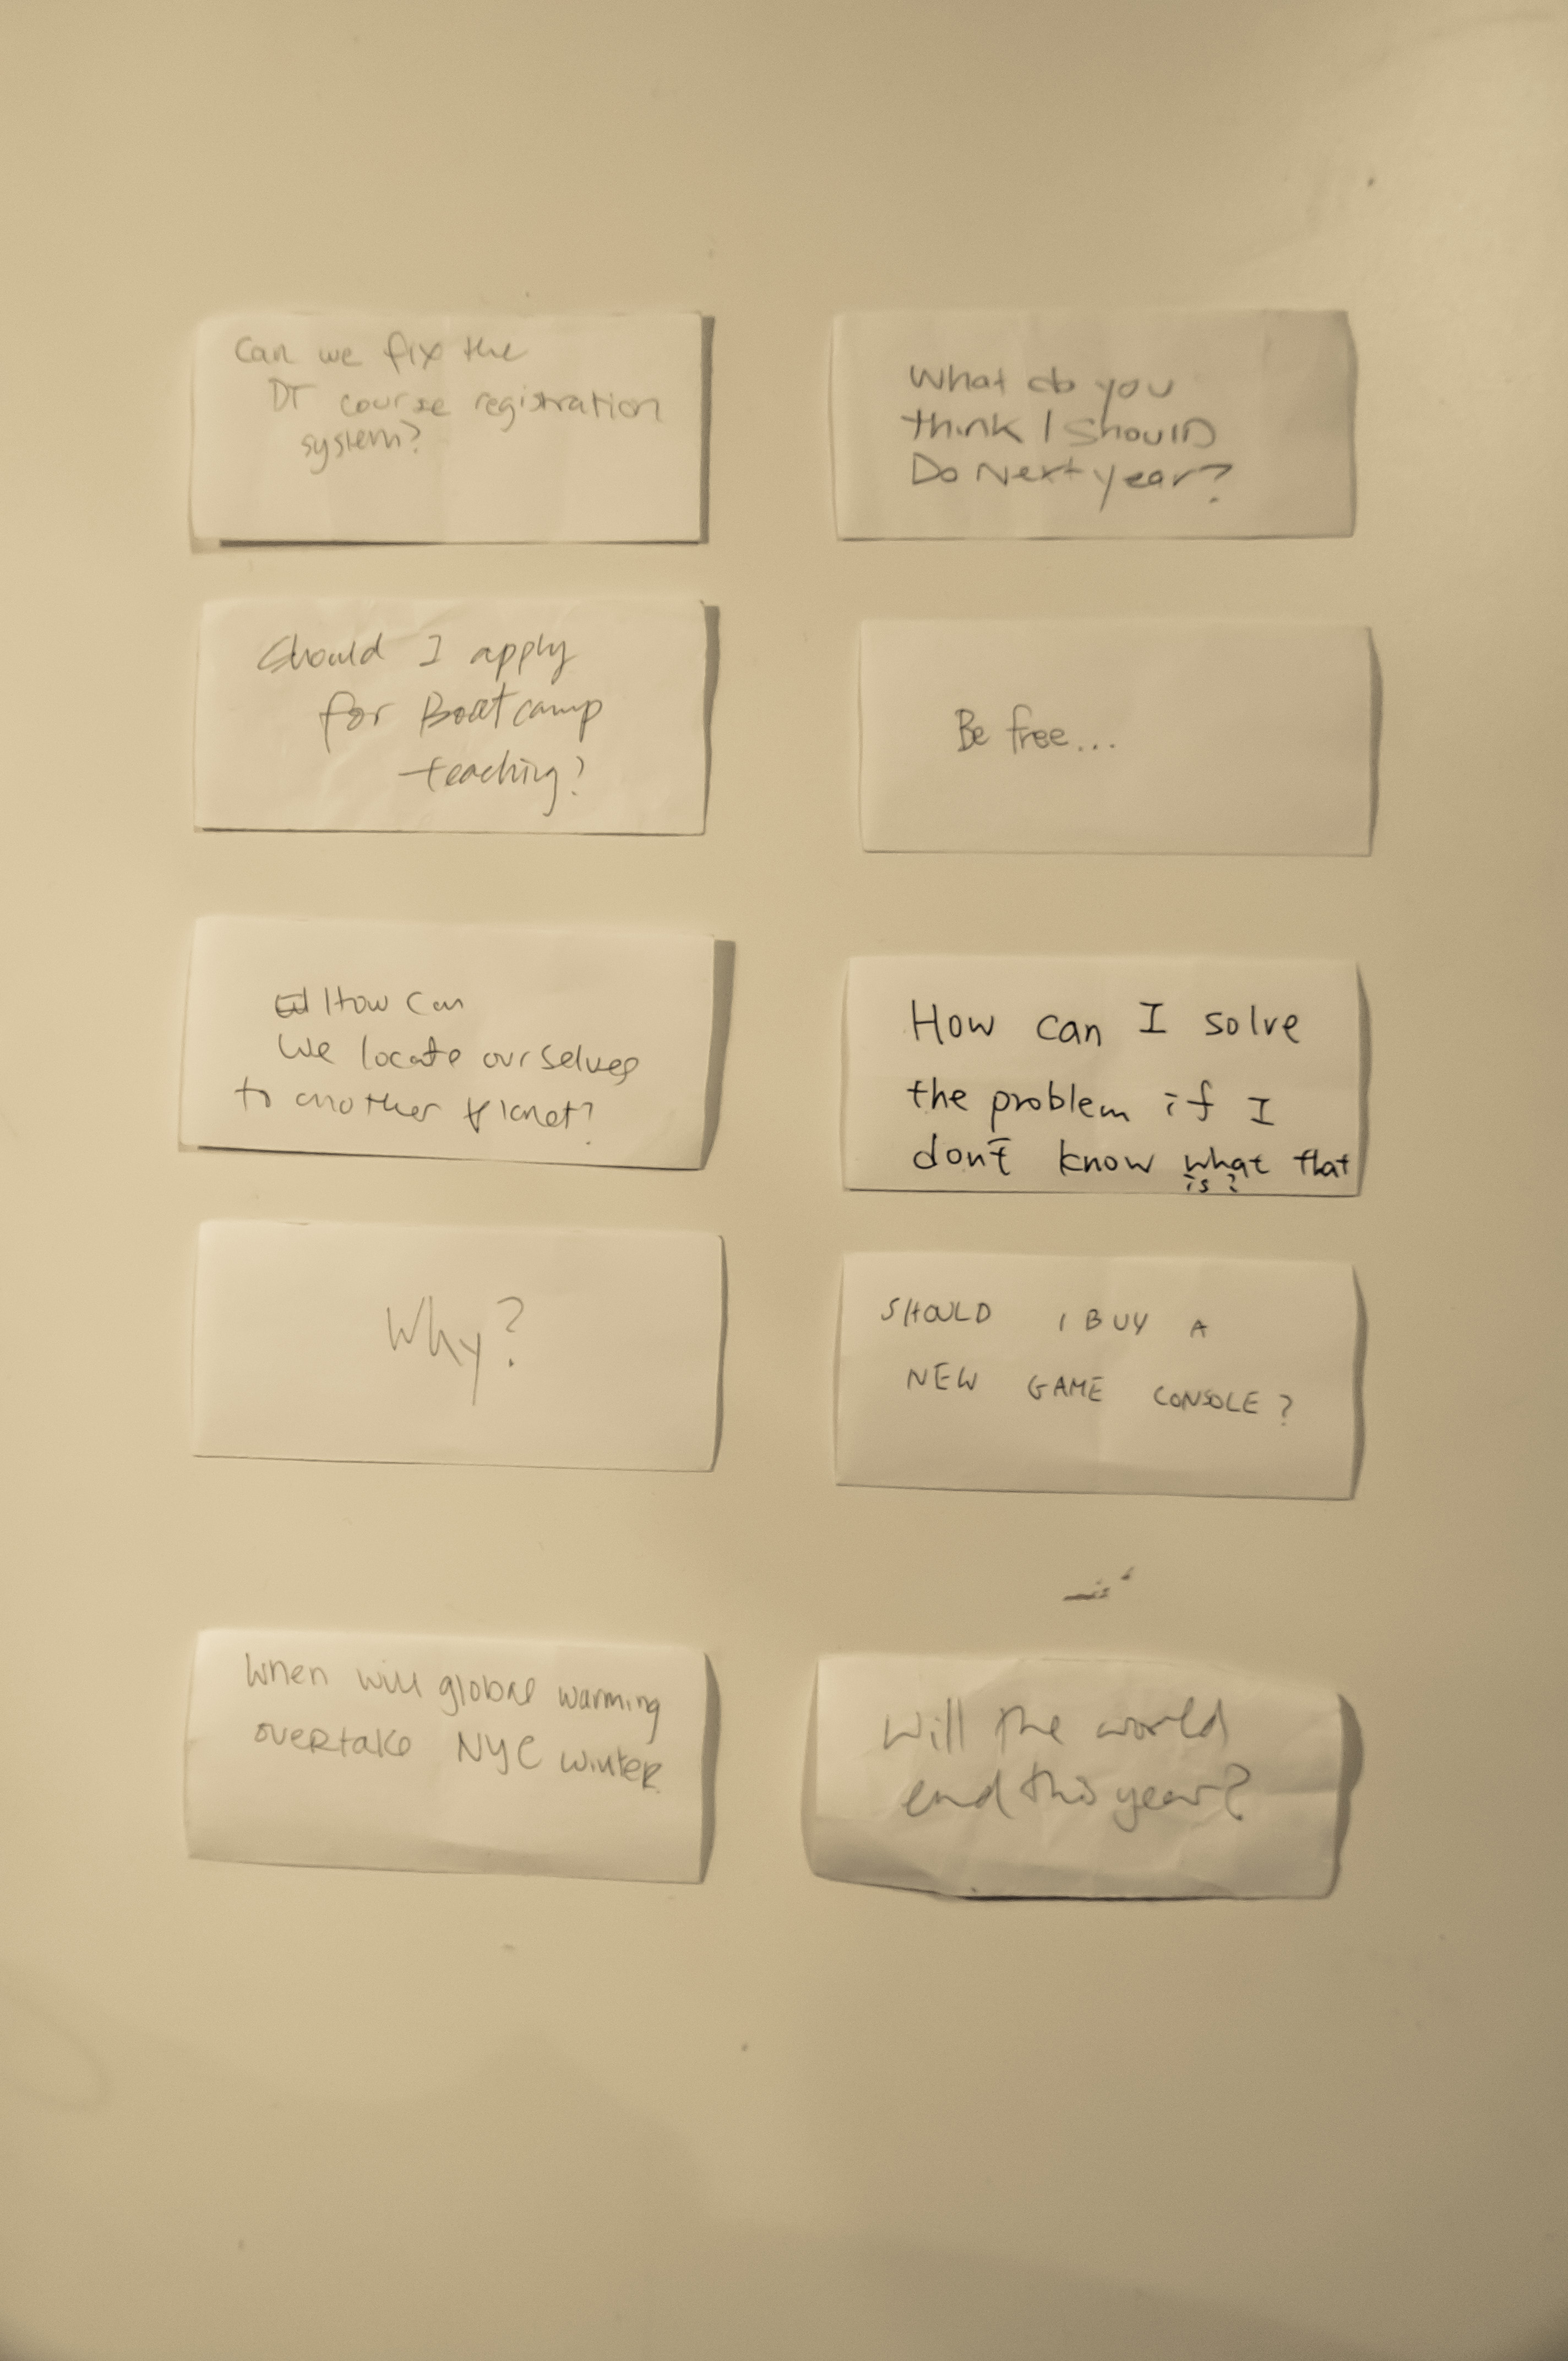 Can we fix the
DT course registration
system?
What do you
think I should
Do Next year?
Should I apply
for Bootcamp
teaching?
Be free...
How can
we locate ourselves
to another planet?
How can I solve
the problem if I
don't know what that
is?
Why?
SHOULD I BUY A
NEW GAME CONSOLE?
When will global warming
overtake NYC winter
Will the world
end this year?